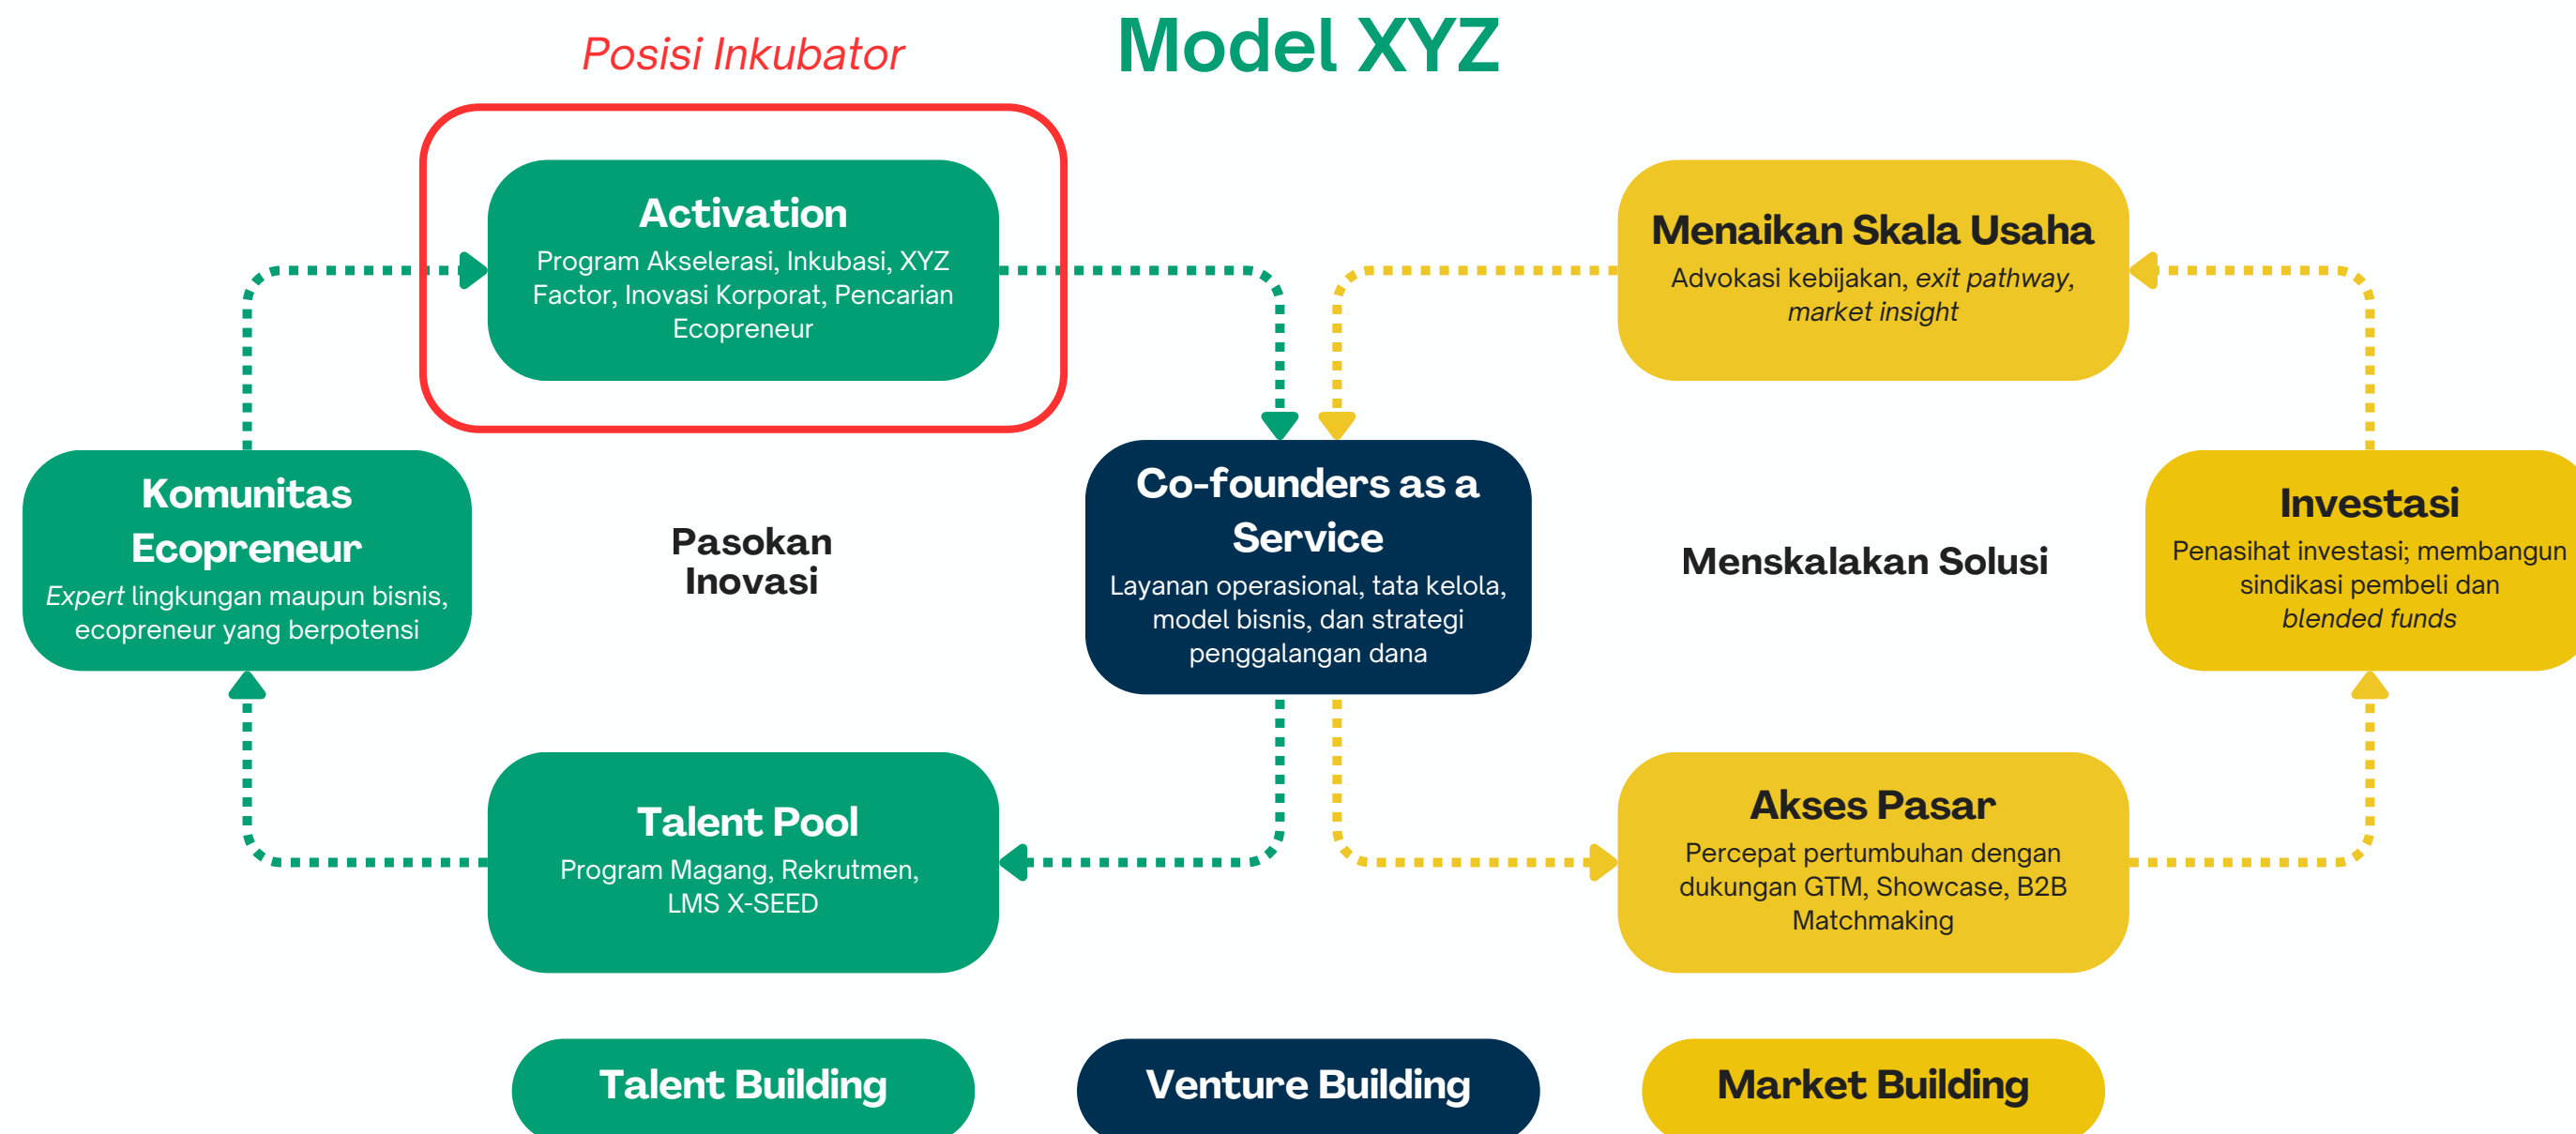 Posisi Inkubator
Model XYZ
Activation
Program Akselerasi, Inkubasi, XYZ
Factor, Inovasi Korporat, Pencarian
Ecopreneur
Menaikan Skala Usaha
Advokasi kebijakan, exit pathway,
market insight
Komunitas
Ecopreneur
Expert lingkungan maupun bisnis,
ecopreneur yang berpotensi
Pasokan
Inovasi
Co-founders as a
Service
Layanan operasional, tata kelola,
model bisnis, dan strategi
penggalangan dana
Menskalakan Solusi
Investasi
Penasihat investasi; membangun
sindikasi pembeli dan
blended funds
Talent Pool
Program Magang, Rekrutmen,
LMS X-SEED
Akses Pasar
Percepat pertumbuhan dengan
dukungan GTM, Showcase, B2B
Matchmaking
Talent Building
Venture Building
Market Building